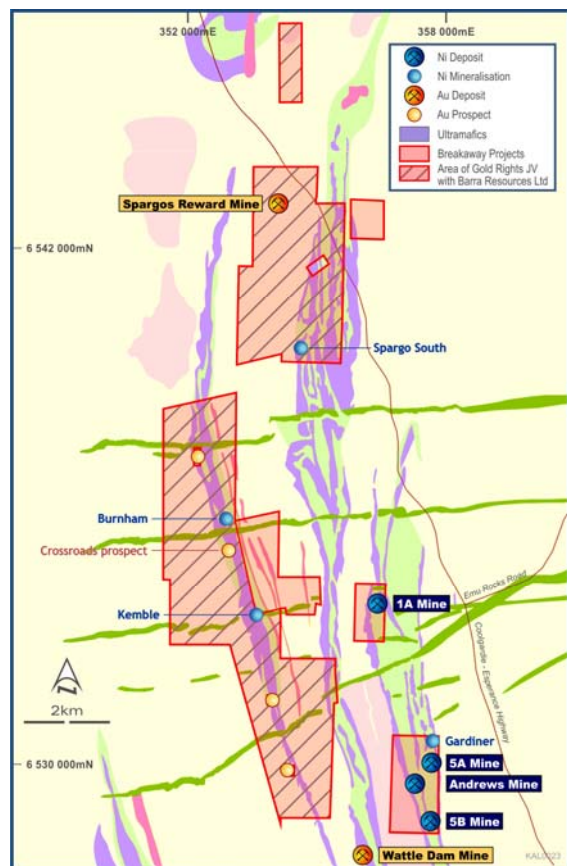 352 000mE
358 000mE
Ni Deposit
Ni Mineralisation
Au Deposit
Au Prospect
Ultramafics
Breakaway Projects
Area of Gold Rights JV
with Barra Resources Ltd
Spargos Reward Mine
6 542 000mN
Spargo South
Burnham
Crossroads prospect
Kemble
1A Mine
Emu Rocks Road
Coolgardie - Esperance Highway
N
2km
Gardiner
6 530 000mN
5A Mine
Andrews Mine
5B Mine
Wattle Dam Mine
KAL0023